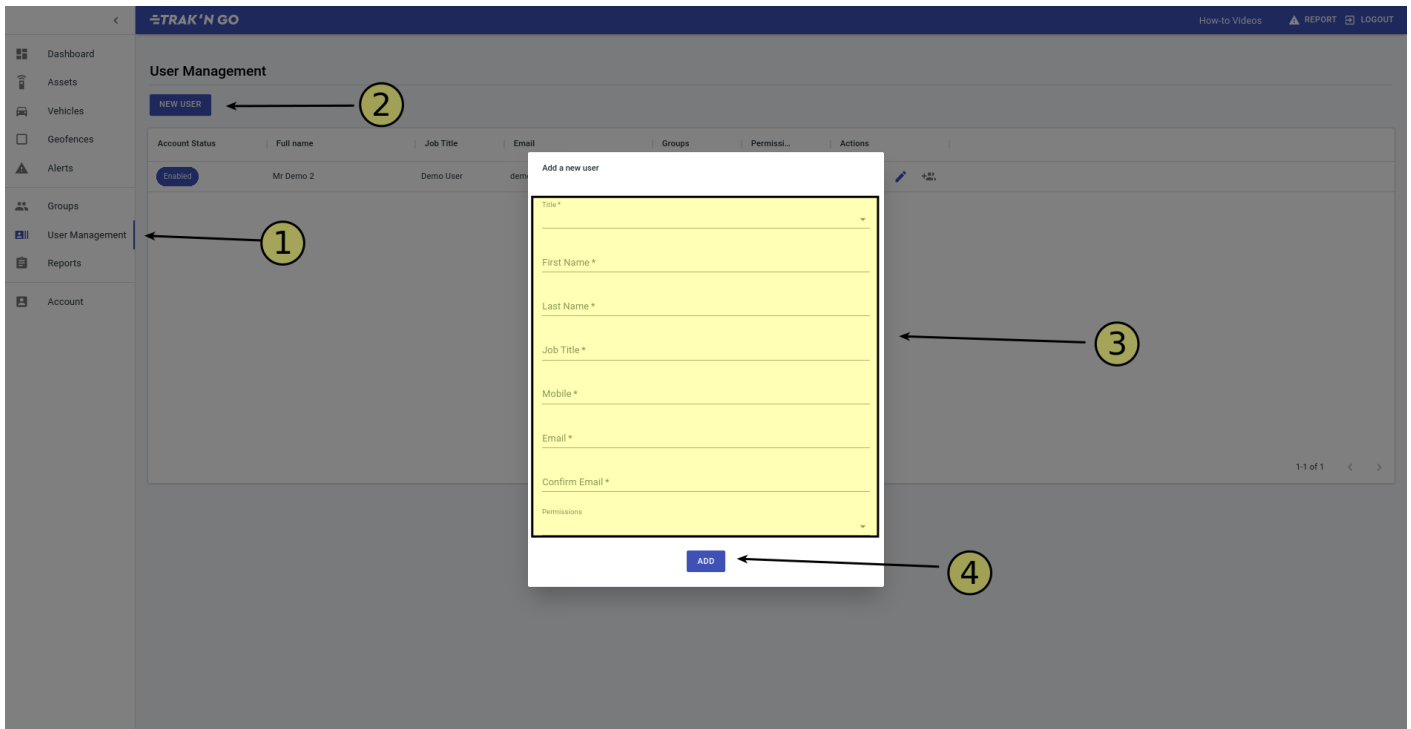 TRAK'N GO
How-to Videos
REPORT
LOGOUT
Dashboard
Assets
Vehicles
Geofences
Alerts
Groups
User Management
Reports
Account
User Management
NEW USER
2
1
Account Status Full name Job Title Email Groups Permissi... Actions
Enabled Mr Demo 2 Demo User dem
Add a new user
Title *
First Name *
Last Name *
Job Title *
Mobile *
Email *
Confirm Email *
Permissions
ADD
3
4
1-1 of 1